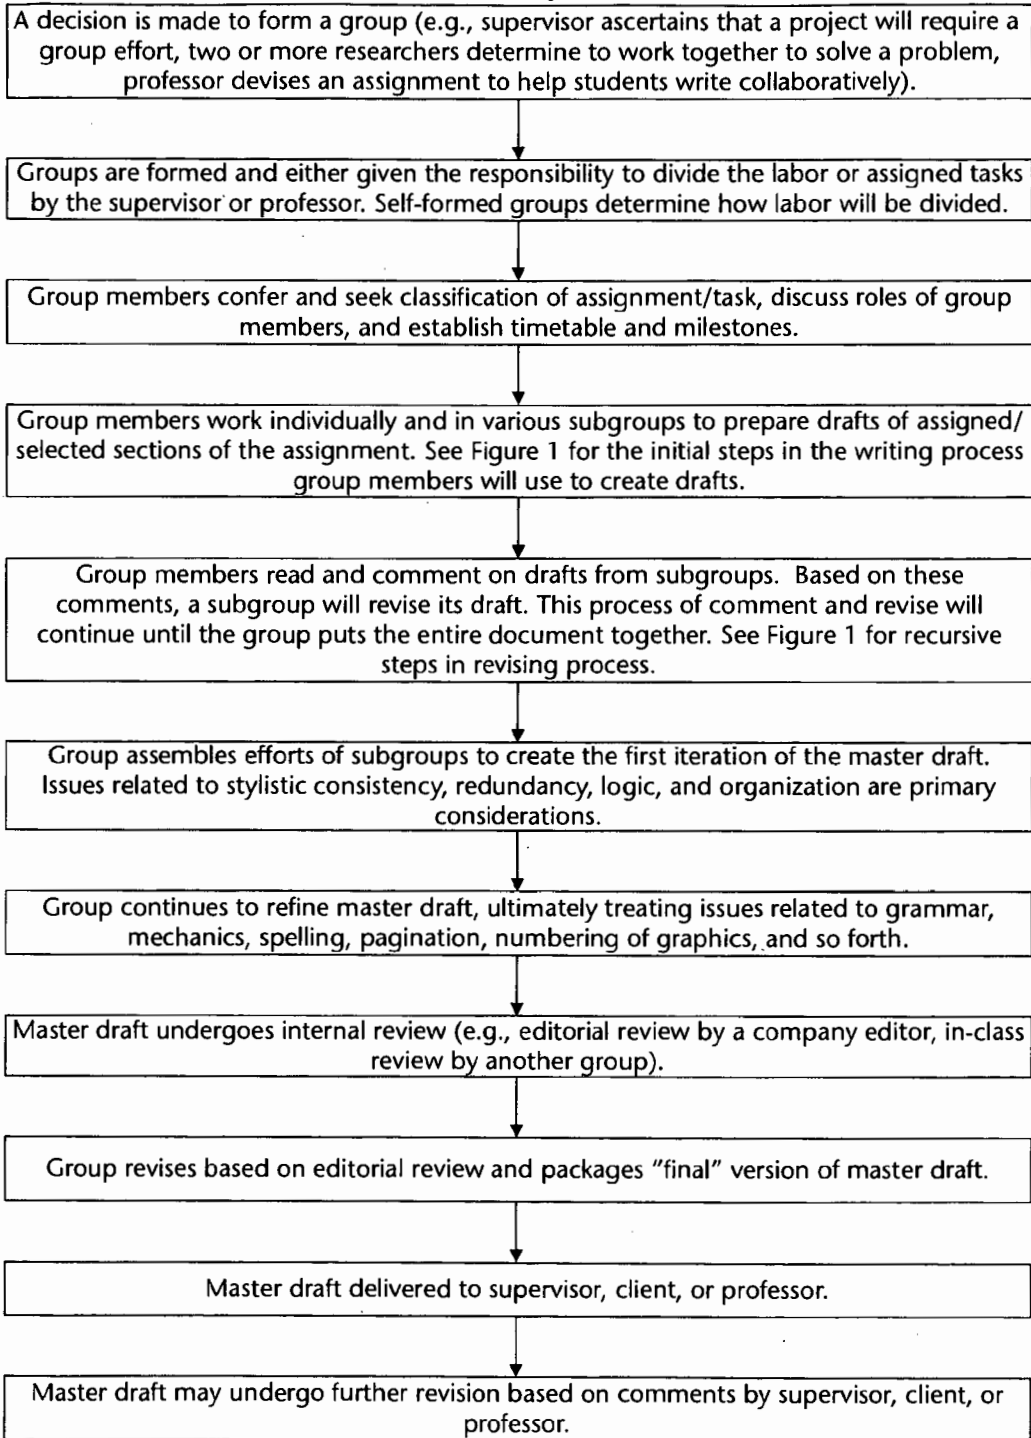 A decision is made to form a group (e.g., supervisor ascertains that a project will require a
group effort, two or more researchers determine to work together to solve a problem,
professor devises an assignment to help students write collaboratively).
Groups are formed and either given the responsibility to divide the labor or assigned tasks
by the supervisor or professor. Self-formed groups determine how labor will be divided.
Group members confer and seek classification of assignment/task, discuss roles of group
members, and establish timetable and milestones.
Group members work individually and in various subgroups to prepare drafts of assigned/
selected sections of the assignment. See Figure 1 for the initial steps in the writing process
group members will use to create drafts.
Group members read and comment on drafts from subgroups. Based on these
comments, a subgroup will revise its draft. This process of comment and revise will
continue until the group puts the entire document together. See Figure 1 for recursive
steps in revising process.
Group assembles efforts of subgroups to create the first iteration of the master draft.
Issues related to stylistic consistency, redundancy, logic, and organization are primary
considerations.
Group continues to refine master draft, ultimately treating issues related to grammar,
mechanics, spelling, pagination, numbering of graphics, and so forth.
Master draft undergoes internal review (e.g., editorial review by a company editor, in-class
review by another group).
Group revises based on editorial review and packages "final" version of master draft.
Master draft delivered to supervisor, client, or professor.
Master draft may undergo further revision based on comments by supervisor, client, or
professor.